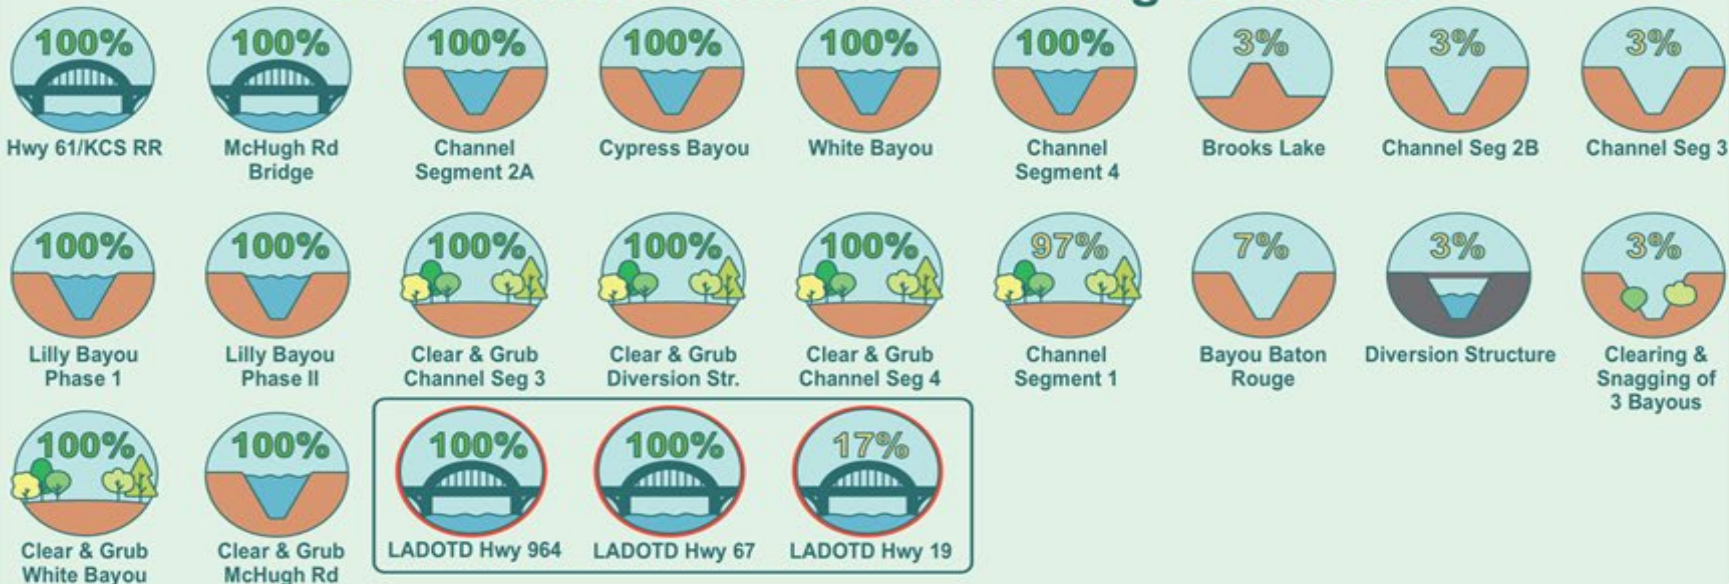 100% 100% 100% 100% 100% 100% 3% 3% 3%
Hwy 61/KCS RR McHugh Rd Channel Cypress Bayou White Bayou Channel Brooks Lake Channel Seg 2B Channel Seg 3
Bridge Segment 2A Segment 4
100% 100% 100% 100% 100% 97% 7% 3% 3%
Lilly Bayou Lilly Bayou Clear & Grub Clear & Grub Clear & Grub Channel Bayou Baton Diversion Structure Clearing &
Phase 1 Phase II Channel Seg 3 Diversion Str. Channel Seg 4 Segment 1 Rouge Snagging of
3 Bayous
100% 100% 100% 100% 17%
LADOTD Hwy 964 LADOTD Hwy 67 LADOTD Hwy 19
Clear & Grub Clear & Grub
White Bayou McHugh Rd